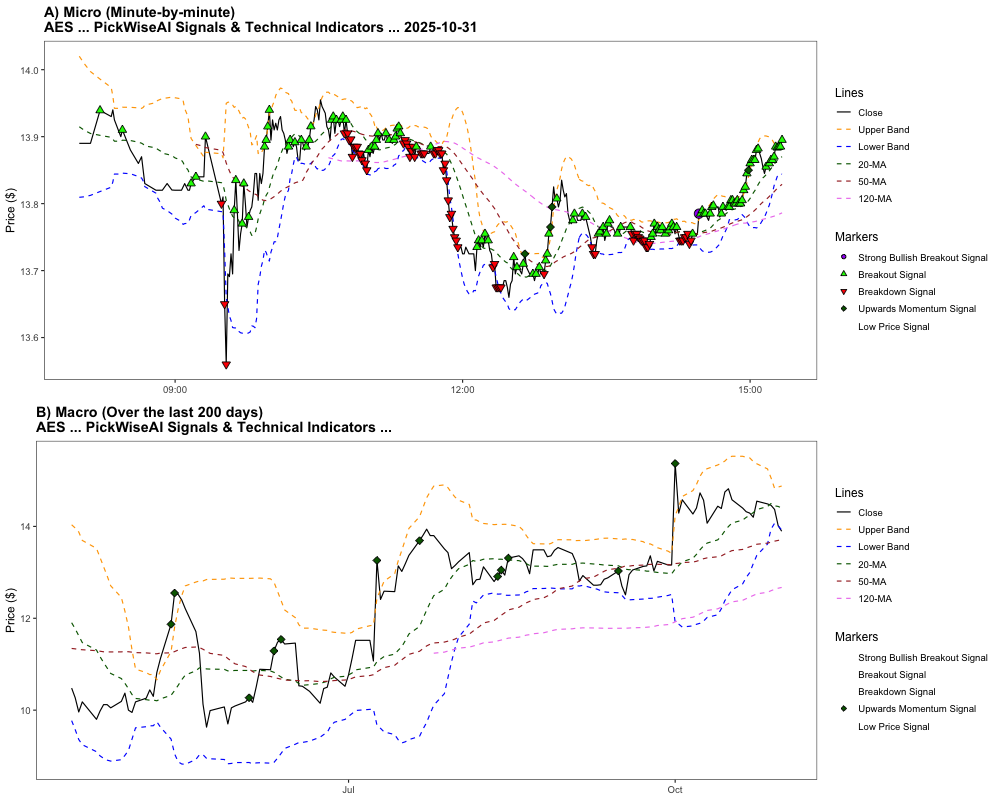 A) Micro (Minute-by-minute)
AES ... PickWiseAI Signals & Technical Indicators ... 2025-10-31
Price ($)
14.0
13.9
13.8
13.7
13.6
09:00
12:00
15:00
Lines
Close
Upper Band
Lower Band
20-MA
50-MA
120-MA
Markers
Strong Bullish Breakout Signal
Breakout Signal
Breakdown Signal
Upwards Momentum Signal
Low Price Signal
B) Macro (Over the last 200 days)
AES ... PickWiseAI Signals & Technical Indicators ...
Price ($)
14
12
10
Jul
Oct
Lines
Close
Upper Band
Lower Band
20-MA
50-MA
120-MA
Markers
Strong Bullish Breakout Signal
Breakout Signal
Breakdown Signal
Upwards Momentum Signal
Low Price Signal